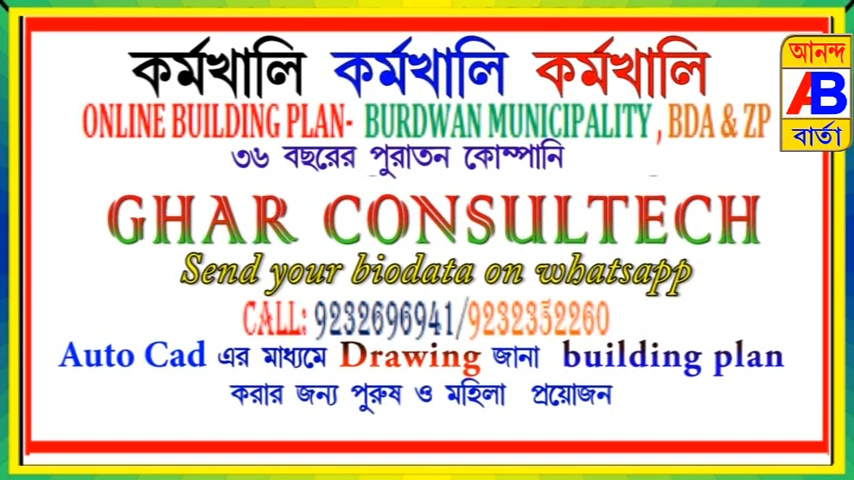 কর্মখালি কর্মখালি কর্মখালি
আনন্দ
AB
বার্তা
ONLINE BUILDING PLAN- BURDWAN MUNICIPALITY , BDA & ZP
৩৬ বছরের পুরাতন কোম্পানি
GHAR CONSULTECH
Send your biodata on whatsapp
CALL: 9232696941/9232352260
Auto Cad এর মাধ্যমে Drawing জানা building plan
করার জন্য পুরুষ ও মহিলা প্রয়োজন